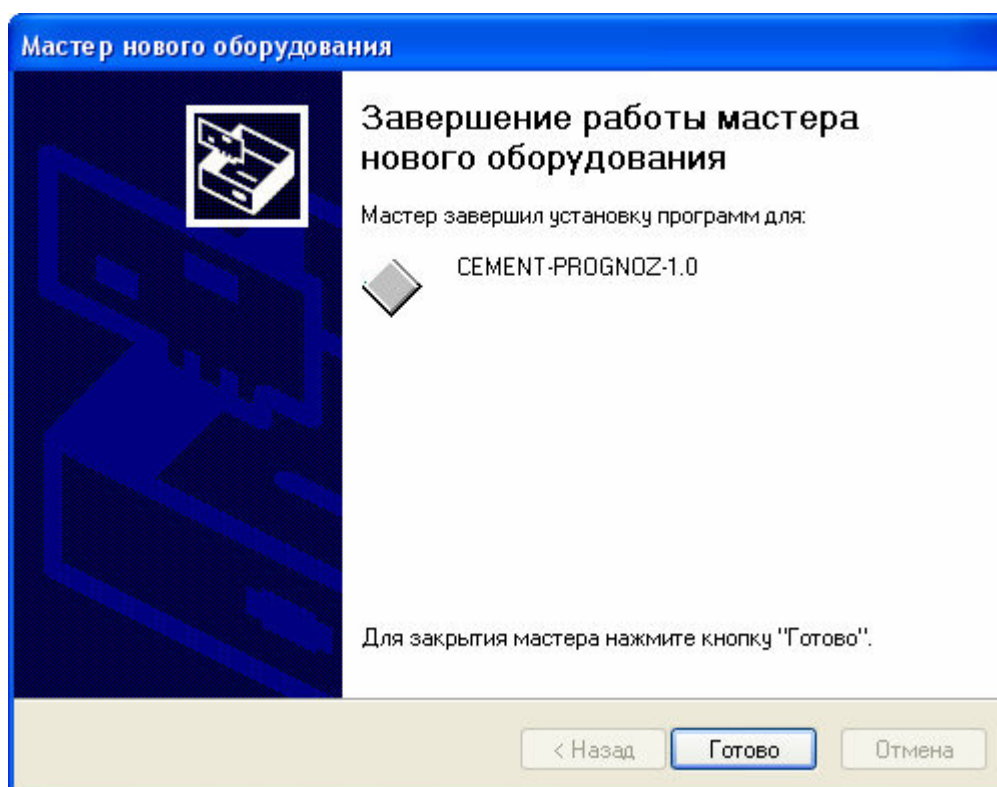 Мастер нового оборудования
Завершение работы мастера
нового оборудования
Мастер завершил установку программ для:
CEMENT-PROGNOZ-1.0
Для закрытия мастера нажмите кнопку "Готово".
< Назад
Готово
Отмена